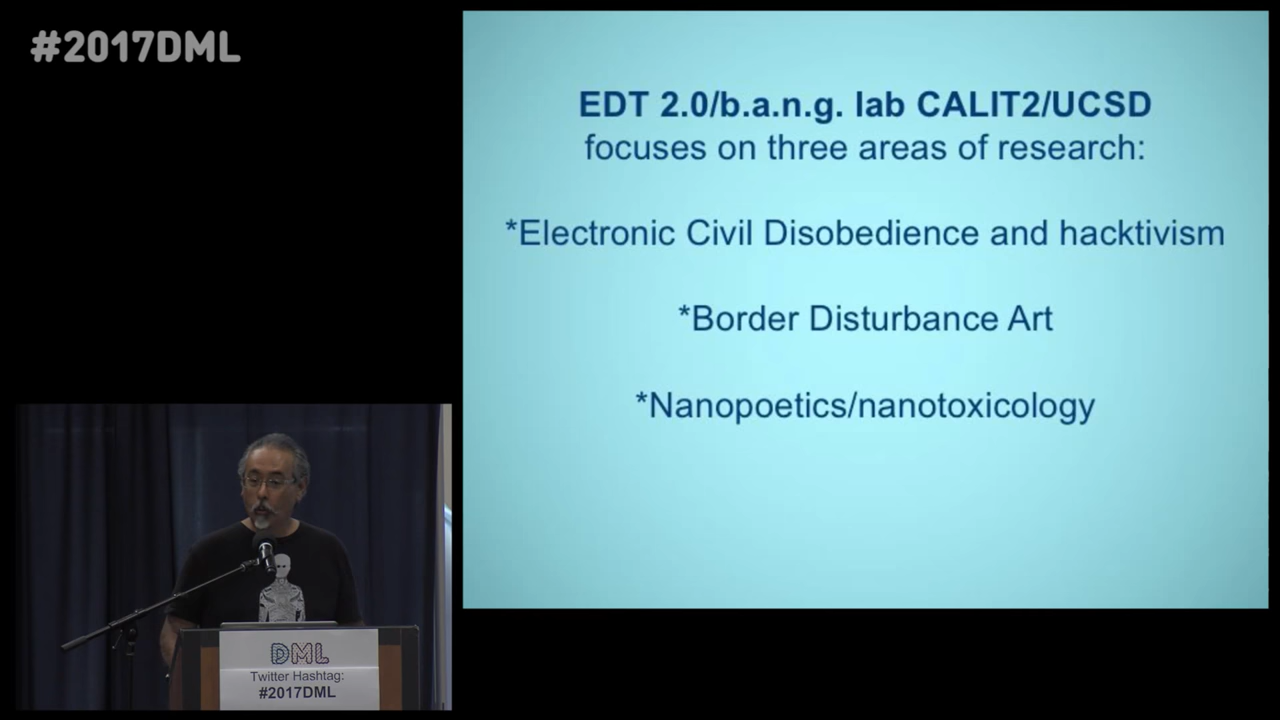 #2017DML
EDT 2.0/b.a.n.g. lab CALIT2/UCSD
focuses on three areas of research:
*Electronic Civil Disobedience and hacktivism
*Border Disturbance Art
*Nanopoetics/nanotoxicology
DML
Twitter Hashtag:
#2017DML